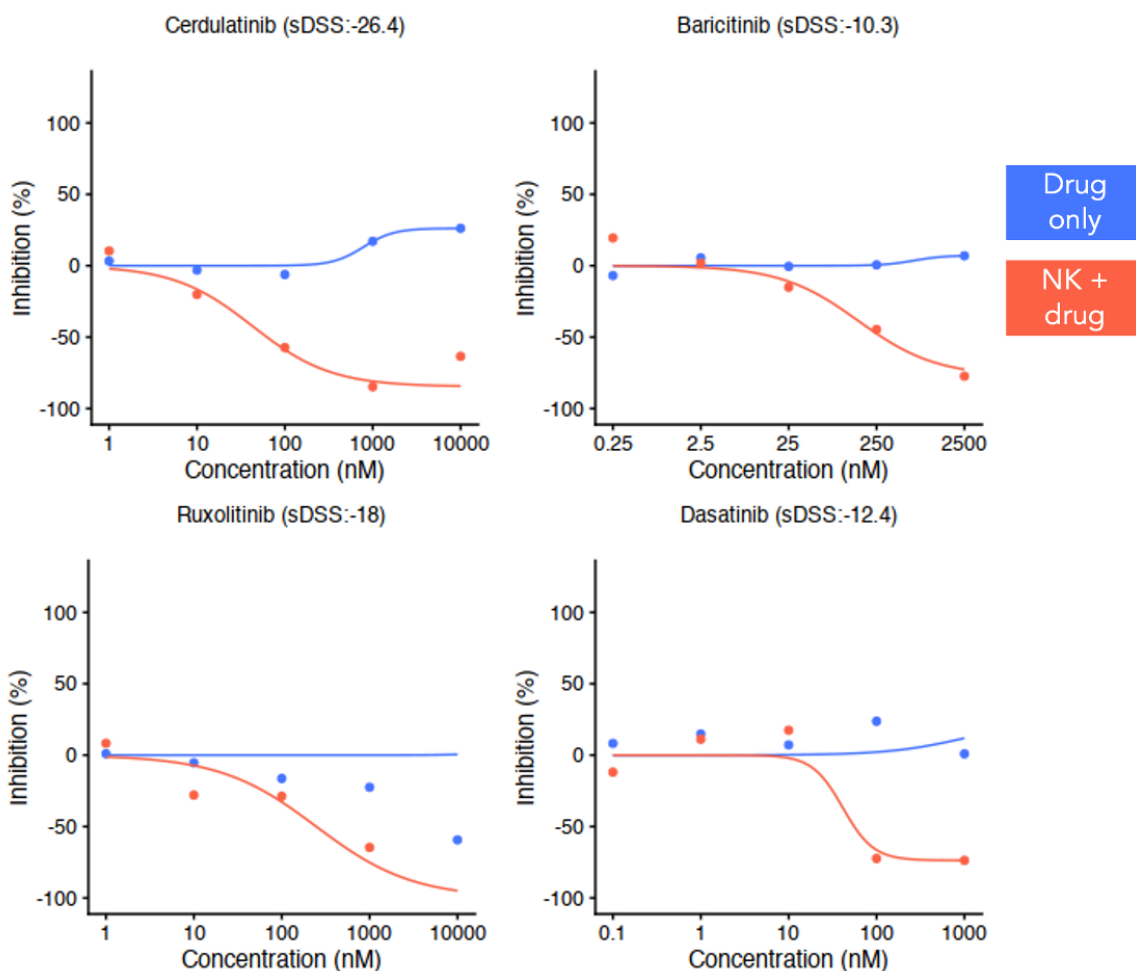 Cerdulatinib (sDSS:-26.4)
100
50
0
-50
-100
Inhibition (%)
1 10 100 1000 10000
Concentration (nM)
Baricitinib (sDSS:-10.3)
100
50
0
-50
-100
Inhibition (%)
0.25 2.5 25 250 2500
Concentration (nM)
Drug
only
NK +
drug
Ruxolitinib (sDSS:-18)
100
50
0
-50
-100
Inhibition (%)
1 10 100 1000 10000
Concentration (nM)
Dasatinib (sDSS:-12.4)
100
50
0
-50
-100
Inhibition (%)
0.1 1 10 100 1000
Concentration (nM)